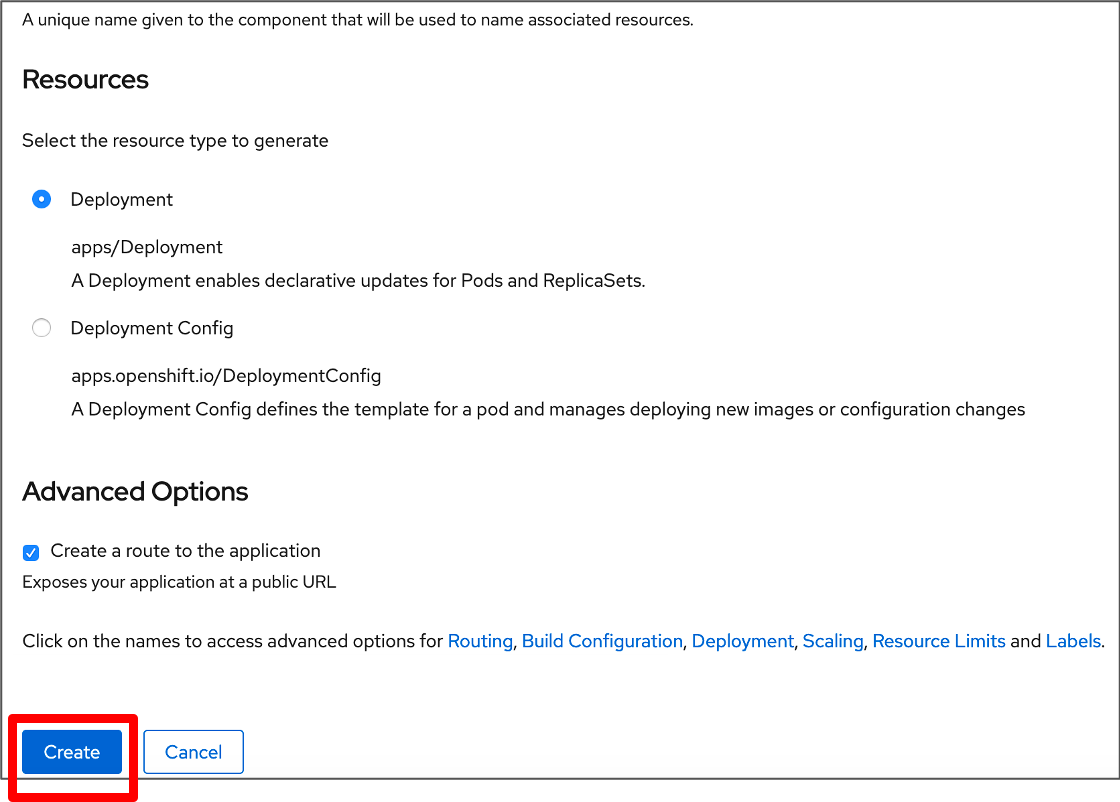 A unique name given to the component that will be used to name associated resources.
Resources
Select the resource type to generate
Deployment
apps/Deployment
A Deployment enables declarative updates for Pods and ReplicaSets.
Deployment Config
apps.openshift.io/DeploymentConfig
A Deployment Config defines the template for a pod and manages deploying new images or configuration changes
Advanced Options
Create a route to the application
Exposes your application at a public URL
Click on the names to access advanced options for Routing, Build Configuration, Deployment, Scaling, Resource Limits and Labels.
Create Cancel